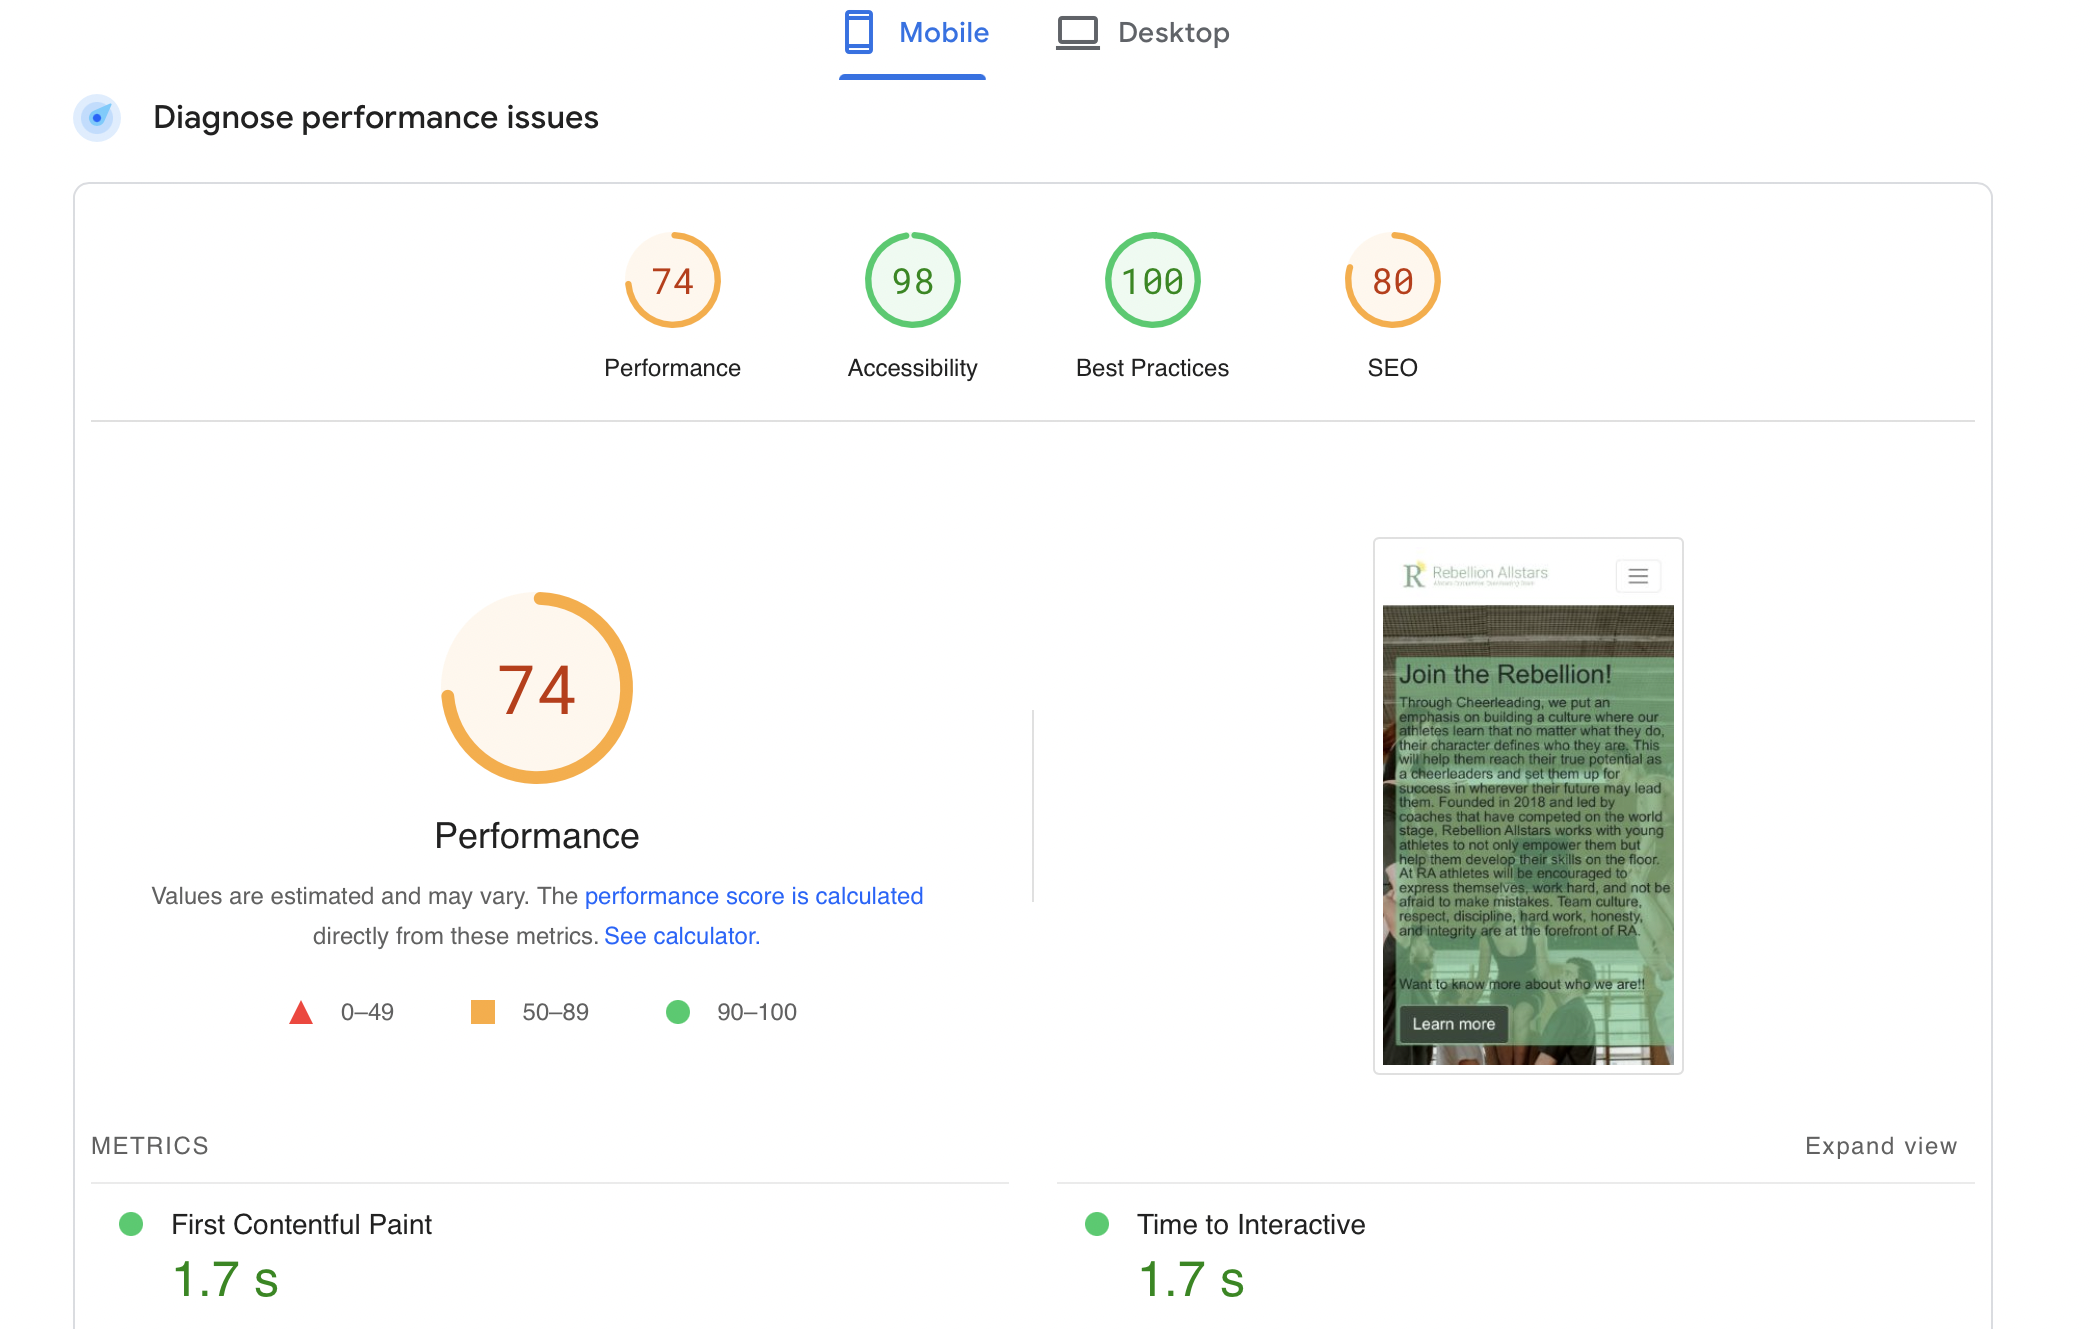 Mobile
Desktop
Diagnose performance issues
74
98
100
80
Performance
Accessibility
Best Practices
SEO
74
Performance
Values are estimated and may vary. The performance score is calculated
directly from these metrics. See calculator.
0–49
50–89
90–100
R Rebellion Allstars
Join the Rebellion!
Through Cheerleading, we put an
emphasis on building a culture where our
athletes learn that no matter what they do,
their character defines who they are. This
will help them reach their true potential as
a cheerleaders and set them up for
success in wherever their future may lead
them. Founded in 2018 and led by
coaches that have competed on the world
stage, Rebellion Allstars works with young
athletes to not only empower them but
help them develop their skills on the floor.
At RA athletes will be encouraged to
express themselves, work hard, and not be
afraid to make mistakes. Team culture,
respect, discipline, hard work, honesty,
and integrity are at the forefront of RA.
Want to know more about who we are!!
Learn more
METRICS
Expand view
First Contentful Paint
1.7 s
Time to Interactive
1.7 s